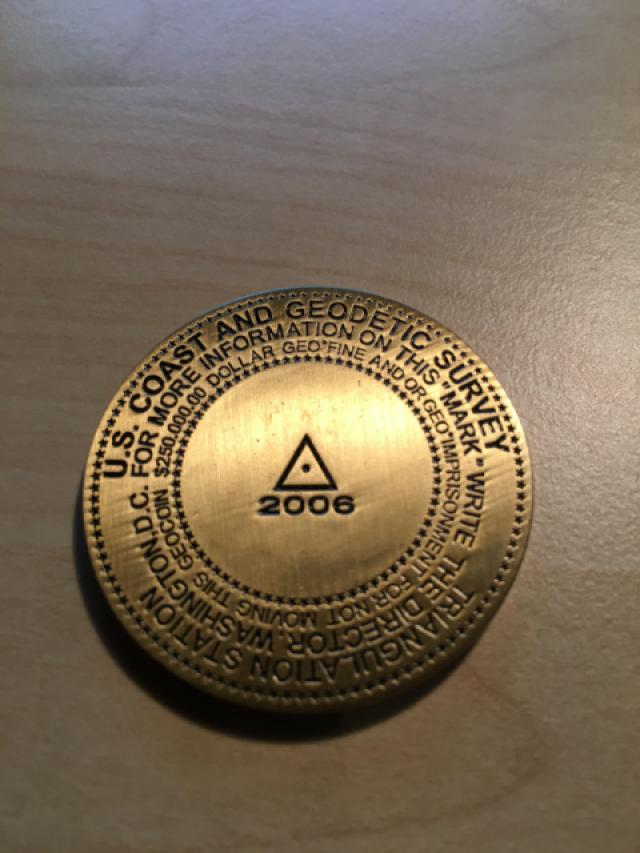 U.S. COAST AND GEODETIC SURVEY
TRIANGULATION STATION
FOR MORE INFORMATION ON THIS MARK - WRITE THE DIRECTOR, WASHINGTON, D.C.
$250.000.00 DOLLAR GEO*FINE AND/OR GEO*IMPRISONMENT FOR NOT MOVING THIS GEOCOIN
2006